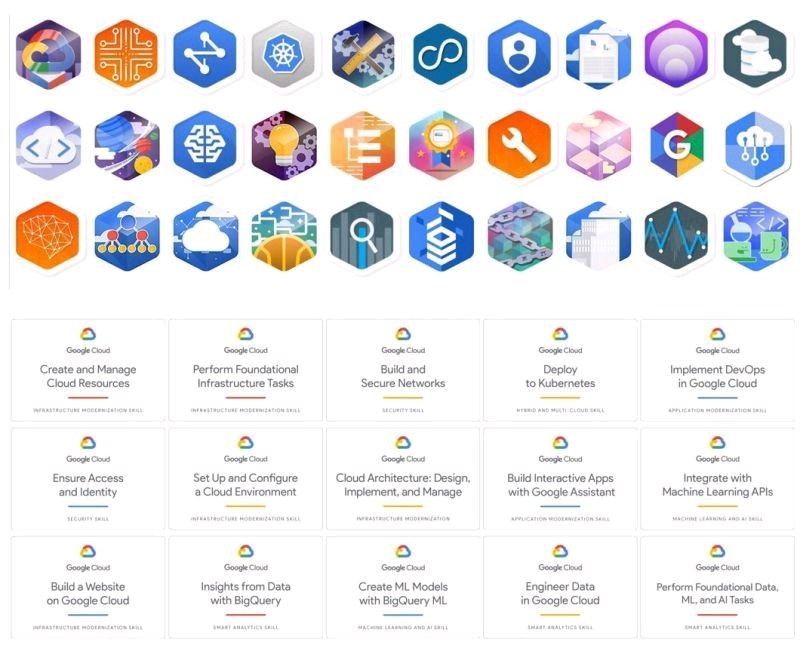 G
Google Cloud
Create and Manage
Cloud Resources
INFRASTRUCTURE MODERNIZATION SKILL
Google Cloud
Perform Foundational
Infrastructure Tasks
INFRASTRUCTURE MODERNIZATION SKILL
Google Cloud
Build and
Secure Networks
SECURITY SKILL
Google Cloud
Deploy
to Kubernetes
HYBRID AND MULTI-CLOUD SKILL
Google Cloud
Implement DevOps
in Google Cloud
APPLICATION MODERNIZATION SKILL
Google Cloud
Ensure Access
and Identity
SECURITY SKILL
Google Cloud
Set Up and Configure
a Cloud Environment
INFRASTRUCTURE MODERNIZATION SKILL
Google Cloud
Cloud Architecture: Design,
Implement, and Manage
INFRASTRUCTURE MODERNIZATION
Google Cloud
Build Interactive Apps
with Google Assistant
APPLICATION MODERNIZATION SKILL
Google Cloud
Integrate with
Machine Learning APIs
MACHINE LEARNING AND AI SKILL
Google Cloud
Build a Website
on Google Cloud
INFRASTRUCTURE MODERNIZATION SKILL
Google Cloud
Insights from Data
with BigQuery
SMART ANALYTICS SKILL
Google Cloud
Create ML Models
with BigQuery ML
MACHINE LEARNING AND AI SKILL
Google Cloud
Engineer Data
in Google Cloud
SMART ANALYTICS SKILL
Google Cloud
Perform Foundational Data,
ML, and AI Tasks
SMART ANALYTICS SKILL